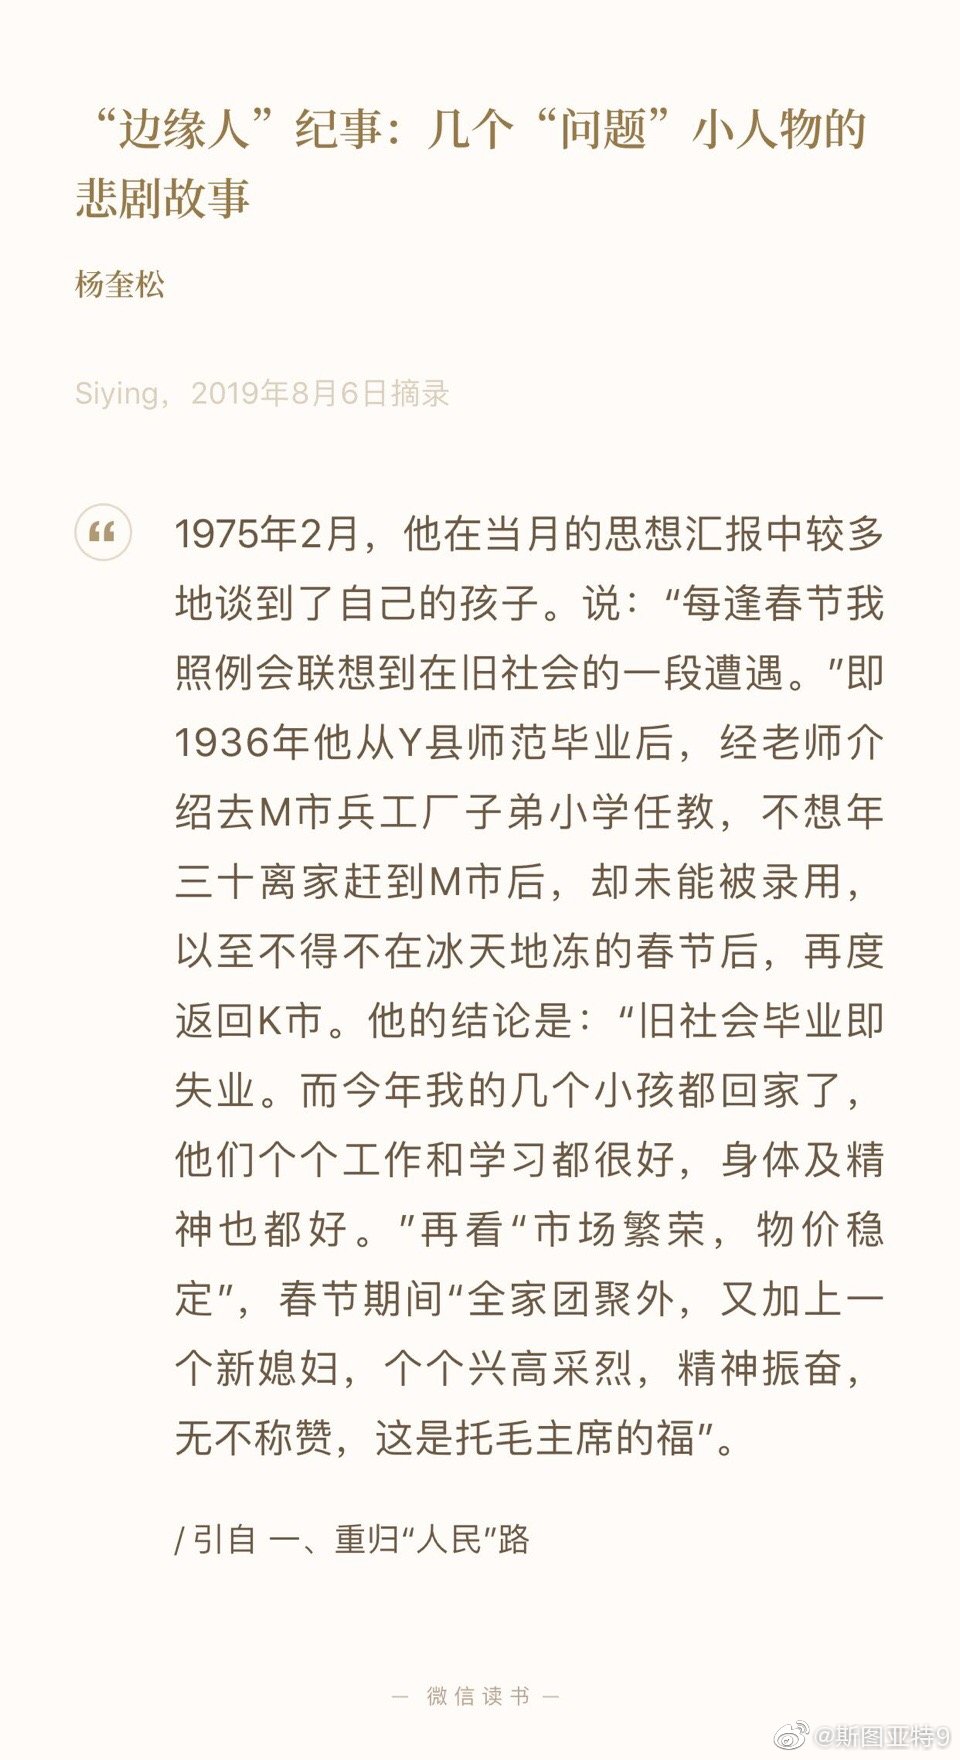 “边缘人”纪事：几个“问题”小人物的
悲剧故事
杨奎松
Siying，2019年8月6日摘录
1975年2月，他在当月的思想汇报中较多
地谈到了自己的孩子。说：“每逢春节我
照例会联想到在旧社会的一段遭遇。”即
1936年他从Y县师范毕业后，经老师介
绍去M市兵工厂子弟小学任教，不想年
三十离家赶到M市后，却未能被录用，
以至不得不在冰天地冻的春节后，再度
返回K市。他的结论是：“旧社会毕业即
失业。而今年我的几个小孩都回家了，
他们个个工作和学习都很好，身体及精
神也都好。”再看“市场繁荣，物价稳
定”，春节期间“全家团聚外，又加上一
个新媳妇，个个兴高采烈，精神振奋，
无不称赞，这是托毛主席的福”。
/ 引自 一、重归“人民”路
— 微信读书 —
@斯图亚特9